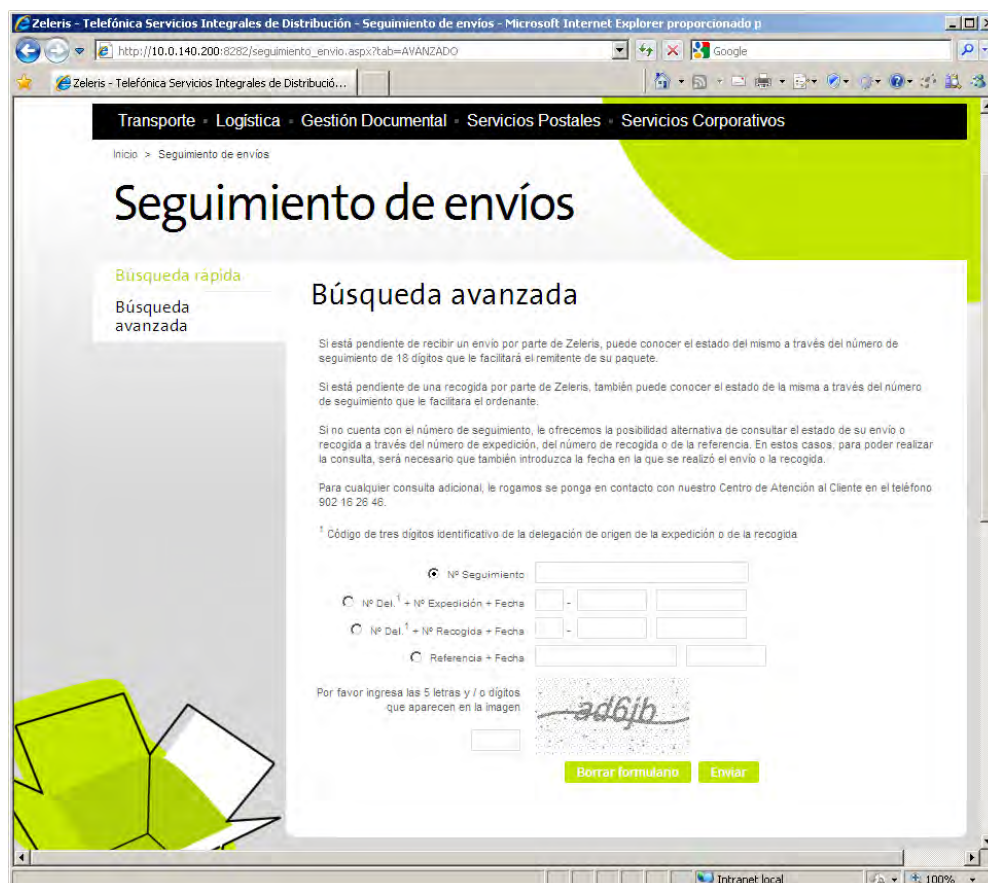 Zeleris - Telefónica Servicios Integrales de Distribución - Seguimiento de envíos - Microsoft Internet Explorer proporcionado p
http://10.0.140.200:8282/seguimiento_envio.aspx?tab=AVANZADO
Google
Zeleris - Telefónica Servicios Integrales de Distribució...
Transporte - Logística - Gestión Documental - Servicios Postales - Servicios Corporativos
Inicio > Seguimiento de envíos
Seguimiento de envíos
Búsqueda rápida
Búsqueda
avanzada
Búsqueda avanzada
Si está pendiente de recibir un envío por parte de Zeleris, puede conocer el estado del mismo a través del número de
seguimiento de 18 dígitos que le facilitará el remitente de su paquete.
Si está pendiente de una recogida por parte de Zeleris, también puede conocer el estado de la misma a través del número
de seguimiento que le facilitara el ordenante.
Si no cuenta con el número de seguimiento, le ofrecemos la posibilidad alternativa de consultar el estado de su envío o
recogida a través del número de expedición, del número de recogida o de la referencia. En estos casos, para poder realizar
la consulta, será necesario que también introduzca la fecha en la que se realizó el envío o la recogida.
Para cualquier consulta adicional, le rogamos se ponga en contacto con nuestro Centro de Atención al Cliente en el teléfono
902 16 26 46.
1 Código de tres dígitos identificativo de la delegación de origen de la expedición o de la recogida
Nº Seguimiento
Nº Del.1 + Nº Expedición + Fecha -
Nº Del.1 + Nº Recogida + Fecha -
Referencia + Fecha
Por favor ingresa las 5 letras y / o dígitos
que aparecen en la imagen
ad6jb
Borrar formulario Enviar
Intranet local 100%